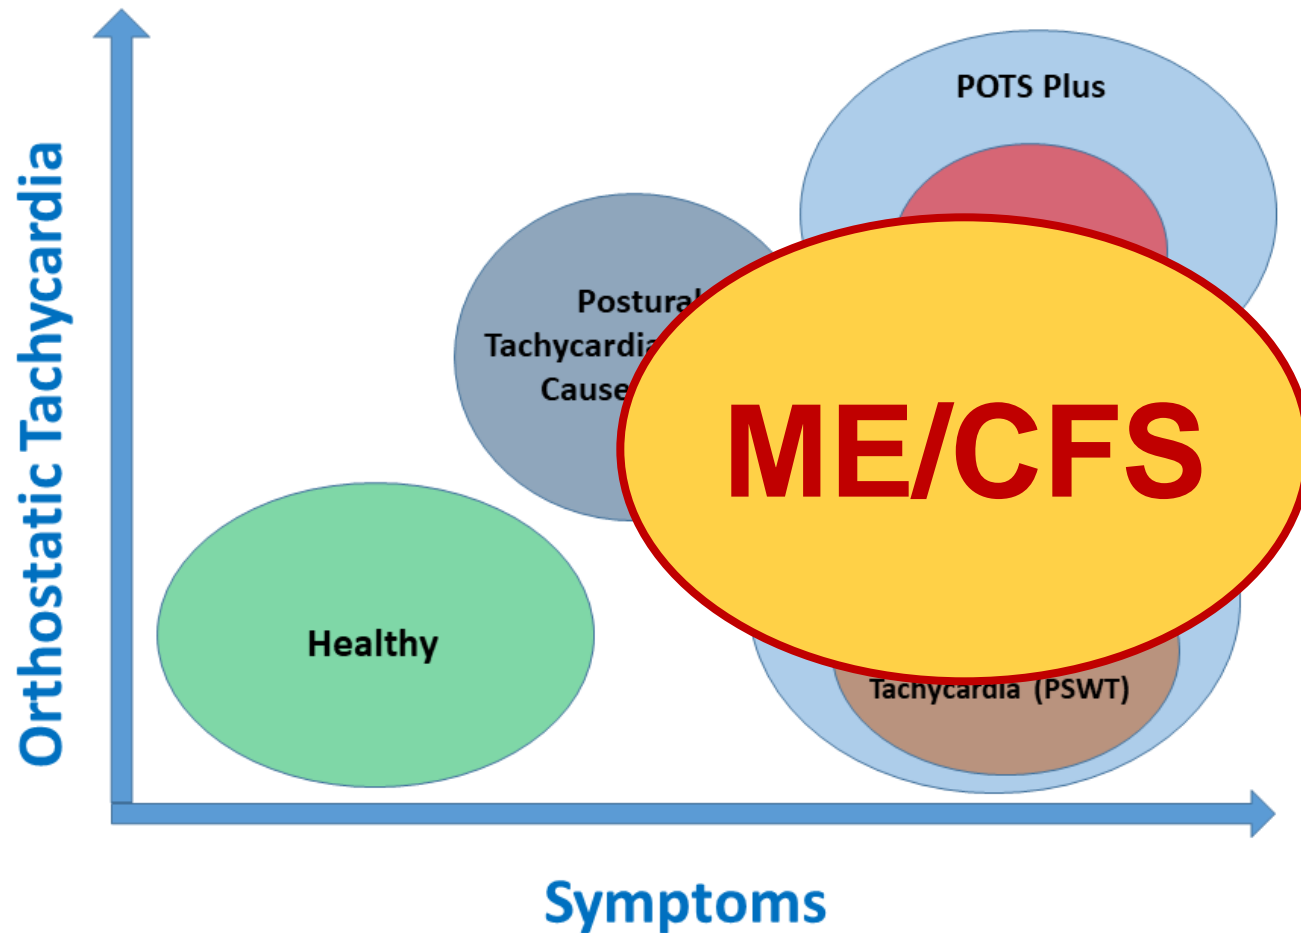 Orthostatic Tachycardia
POTS Plus
Postural
Tachycardia
Cause
ME/CFS
Healthy
Tachycardia (PSWT)
Symptoms